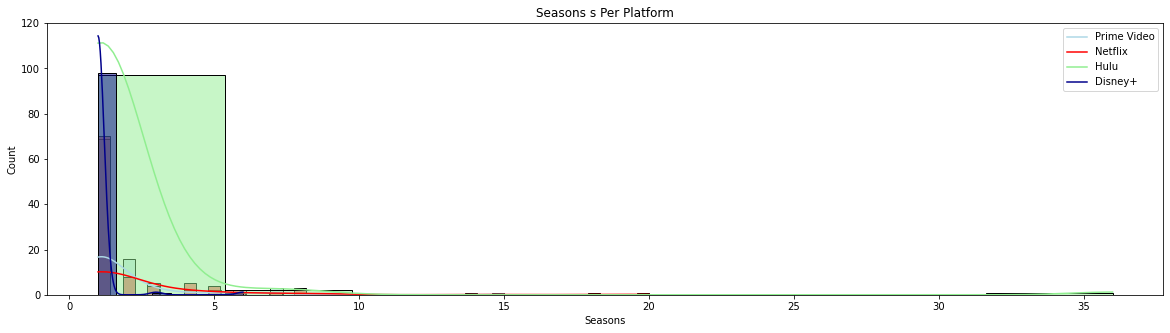 Seasons s Per Platform
120
100
80
60
40
20
0
Count
Prime Video
Netflix
Hulu
Disney+
0 5 10 15 20 25 30 35
Seasons